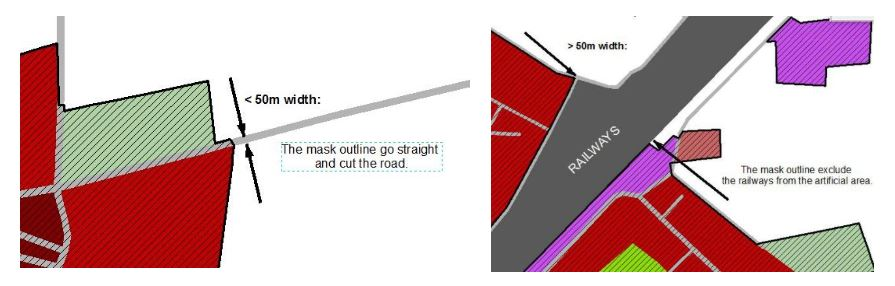 < 50m width:
The mask outline go straight
and cut the road.
> 50m width:
RAILWAYS
The mask outline exclude
the railways from the artificial area.